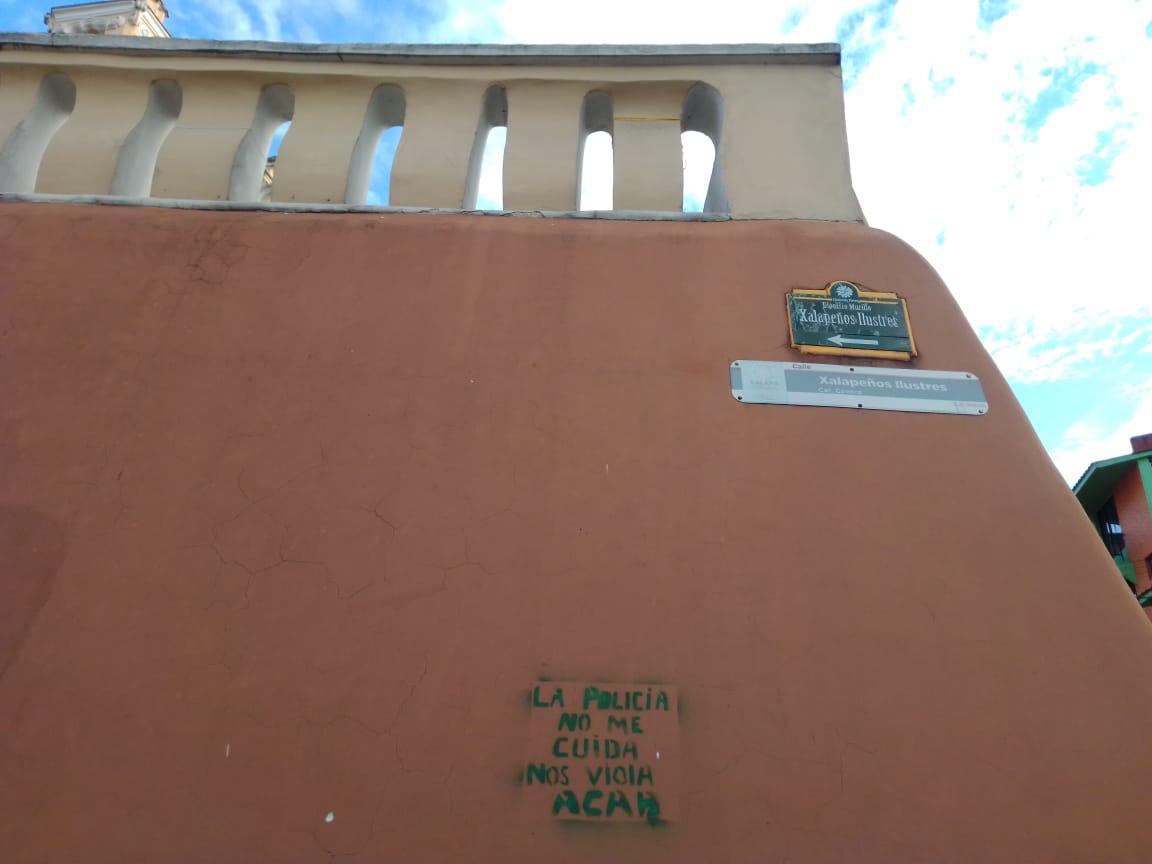 Xalapeños Ilustres
Calle
Xalapeños Ilustres
Col. Centro
LA POLICIA
NO ME
CUIDA
NOS VIOLA
ACAB